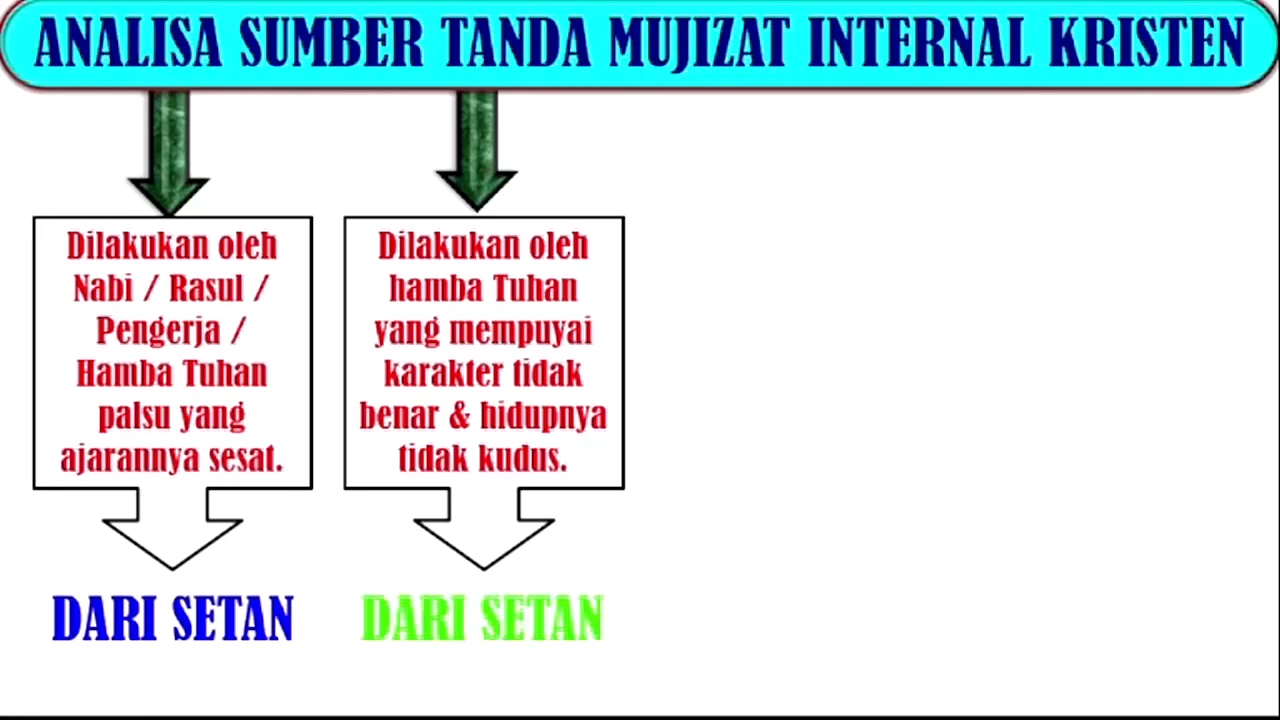 ANALISA SUMBER TANDA MUJIZAT INTERNAL KRISTEN
Dilakukan oleh
Nabi / Rasul /
Pengerja /
Hamba Tuhan
palsu yang
ajarannya sesat.
DARI SETAN
Dilakukan oleh
hamba Tuhan
yang mempuyai
karakter tidak
benar & hidupnya
tidak kudus.
DARI SETAN